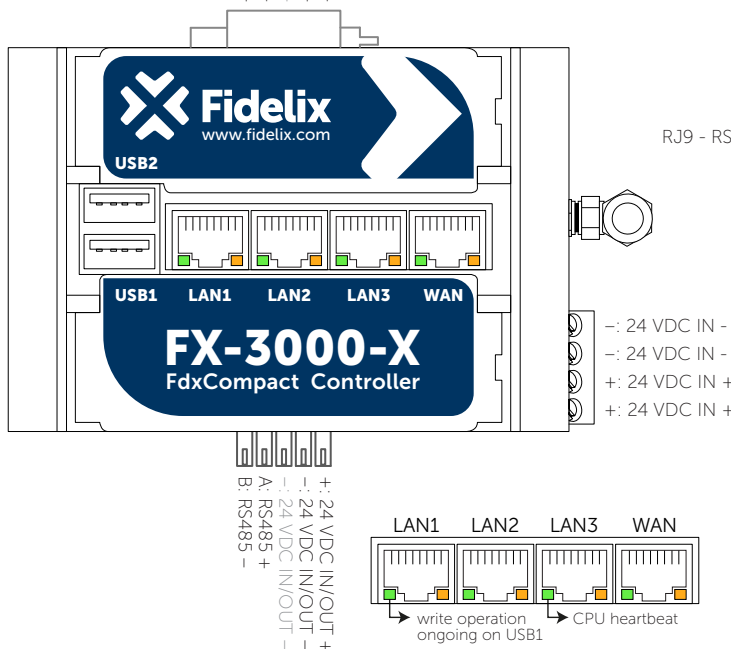 Fidelix
www.fidelix.com
USB2
RJ9 - RS
USB1 LAN1 LAN2 LAN3 WAN
FX-3000-X
FdxCompact Controller
–: 24 VDC IN -
–: 24 VDC IN -
+: 24 VDC IN +
+: 24 VDC IN +
B: RS485 –
A: RS485 +
–: 24 VDC IN/OUT –
–: 24 VDC IN/OUT –
+: 24 VDC IN/OUT +
LAN1 LAN2 LAN3 WAN
write operation
ongoing on USB1
CPU heartbeat